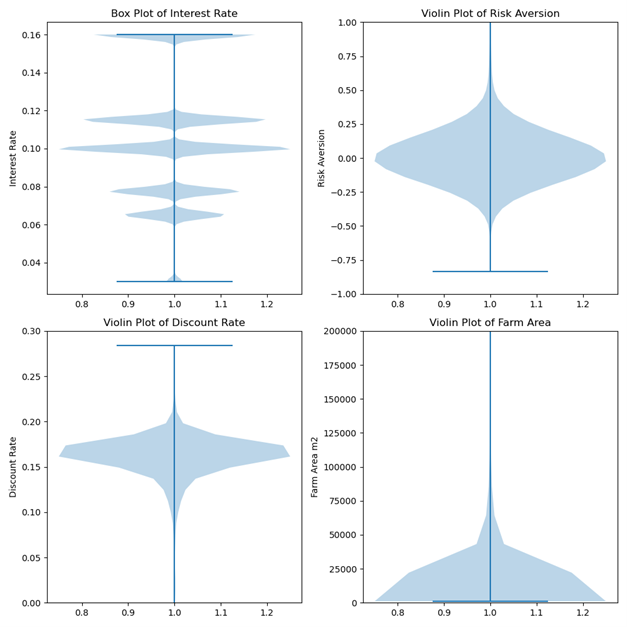 Box Plot of Interest Rate
Interest Rate
0.16
0.14
0.12
0.10
0.08
0.06
0.04
0.8 0.9 1.0 1.1 1.2
Violin Plot of Risk Aversion
Risk Aversion
1.00
0.75
0.50
0.25
0.00
−0.25
−0.50
−0.75
−1.00
0.8 0.9 1.0 1.1 1.2
Violin Plot of Discount Rate
Discount Rate
0.30
0.25
0.20
0.15
0.10
0.05
0.00
0.8 0.9 1.0 1.1 1.2
Violin Plot of Farm Area
Farm Area m2
200000
175000
150000
125000
100000
75000
50000
25000
0
0.8 0.9 1.0 1.1 1.2